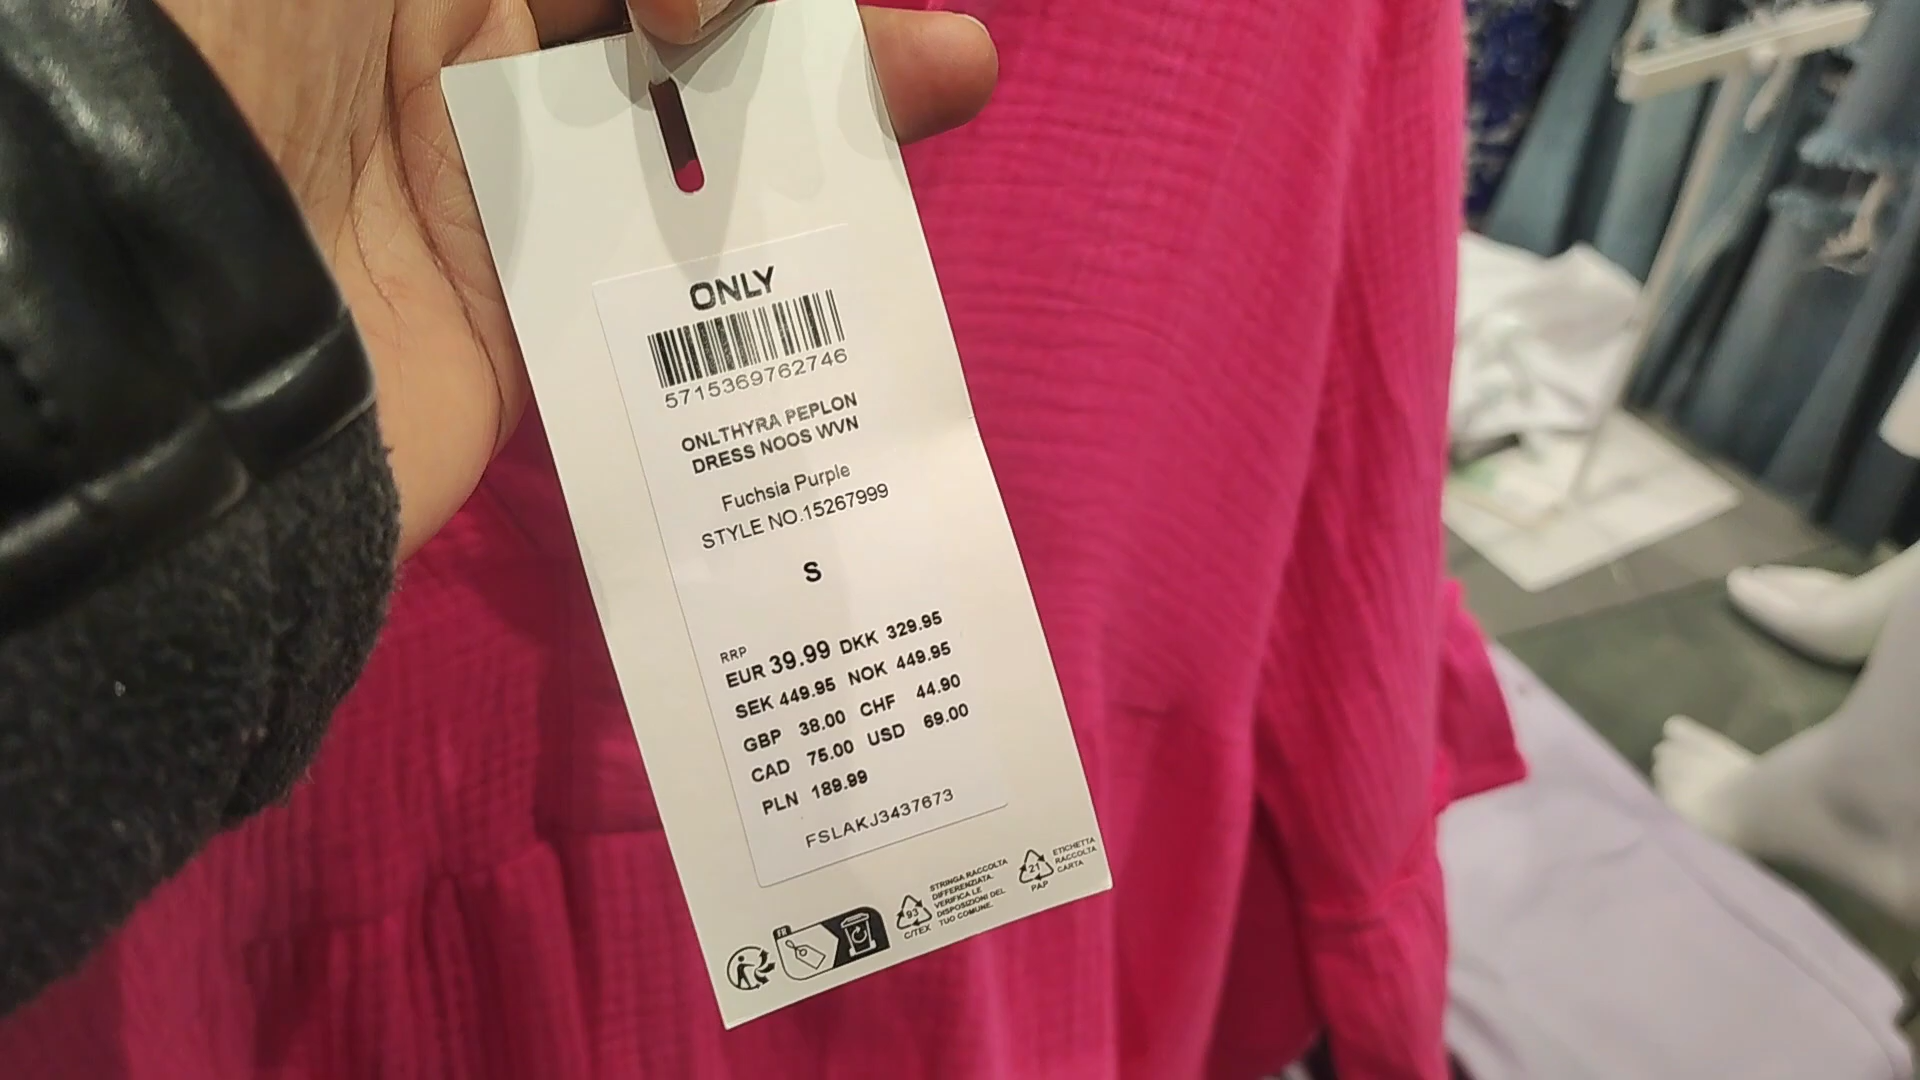 ONLY
5715369762746
ONLTHYRA PEPLON
DRESS NOOS WVN
Fuchsia Purple
STYLE NO.15267999
S
RRP
EUR 39.99 DKK 329.95
SEK 449.95 NOK 449.95
GBP 38.00 CHF 44.90
CAD 75.00 USD 69.00
PLN 189.99
FSLAKJ3437673
FR
93
C/TEX
STRINGA RACCOLTA
DIFFERENZIATA.
VERIFICA LE
DISPOSIZIONI DEL
TUO COMUNE.
21
PAP
ETICHETTA
RACCOLTA
CARTA